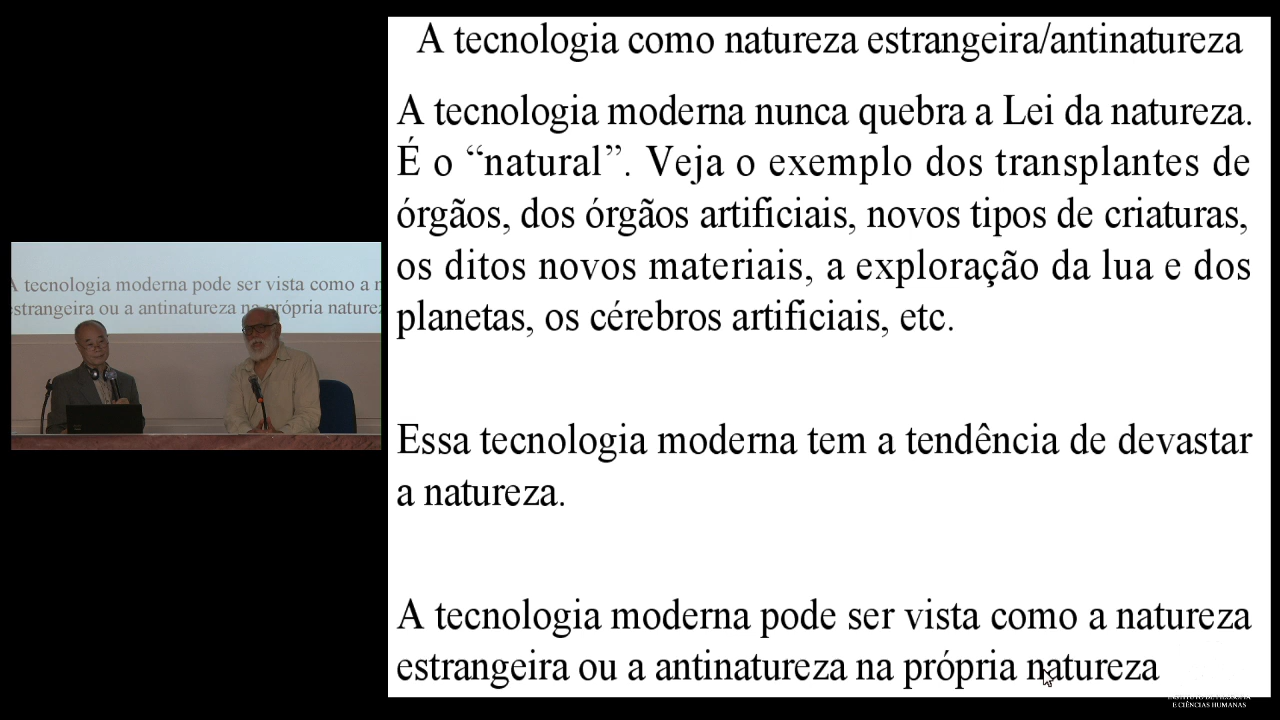 A tecnologia como natureza estrangeira/antinatureza
A tecnologia moderna nunca quebra a Lei da natureza.
É o “natural”. Veja o exemplo dos transplantes de
órgãos, dos órgãos artificiais, novos tipos de criaturas,
os ditos novos materiais, a exploração da lua e dos
planetas, os cérebros artificiais, etc.
Essa tecnologia moderna tem a tendência de devastar
a natureza.
A tecnologia moderna pode ser vista como a natureza
estrangeira ou a antinatureza na própria natureza
A tecnologia moderna pode ser vista como a n
estrangeira ou a antinatureza na própria naturez
E CIÊNCIAS HUMANAS